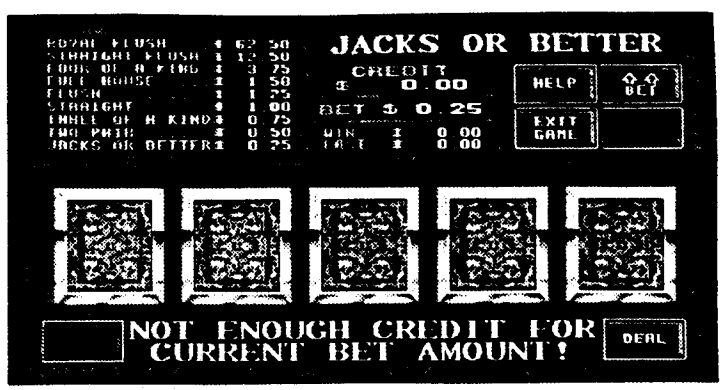 ROYAL FLUSH $ 62.50
STRAIGHT FLUSH $ 12.50
FOUR OF A KIND $ 3.75
FULL HOUSE $ 1.50
FLUSH $ 1.25
STRAIGHT $ 1.00
THREE OF A KIND $ 0.75
TWO PAIR $ 0.50
JACKS OR BETTER $ 0.25
JACKS OR BETTER
CREDIT
$ 0.00
BET $ 0.25
WIN $ 0.00
LAST $ 0.00
HELP
⇧⇧
BET
EXIT
GAME
NOT ENOUGH CREDIT FOR
CURRENT BET AMOUNT!
DEAL